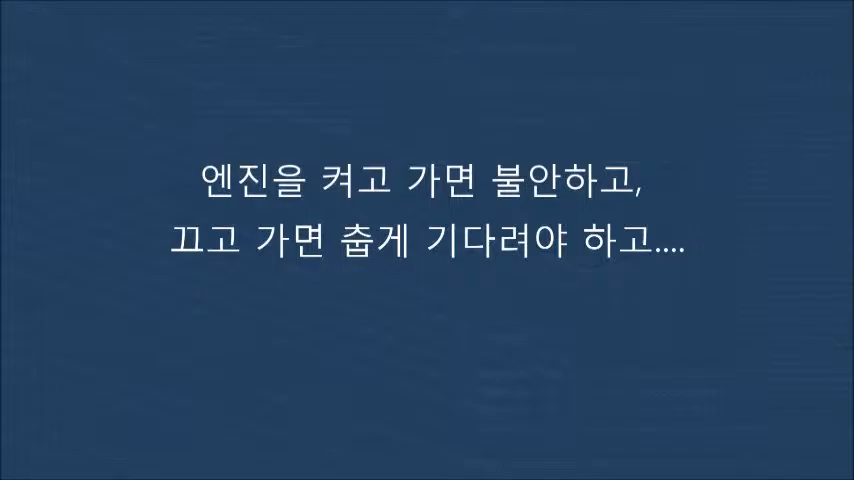 엔진을 켜고 가면 불안하고,
끄고 가면 춥게 기다려야 하고....